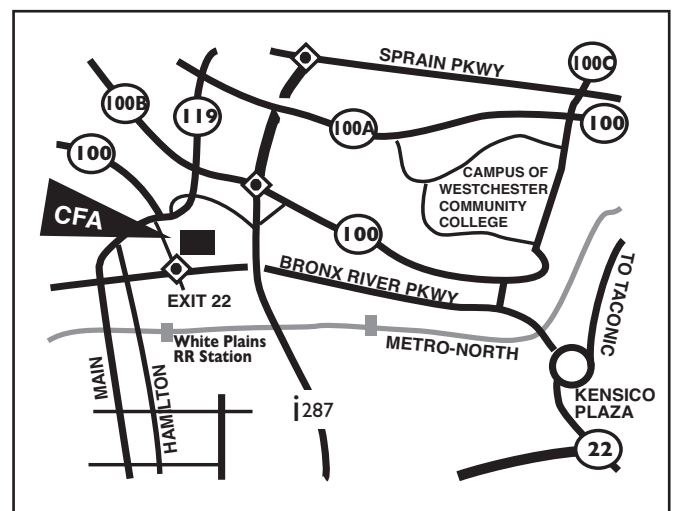 SPRAIN PKWY
100C
100B
119
100A
100
100
CAMPUS OF
WESTCHESTER
COMMUNITY
COLLEGE
CFA
100
BRONX RIVER PKWY
TO TACONIC
EXIT 22
White Plains
RR Station
METRO-NORTH
MAIN
HAMILTON
i287
KENSICO
PLAZA
22